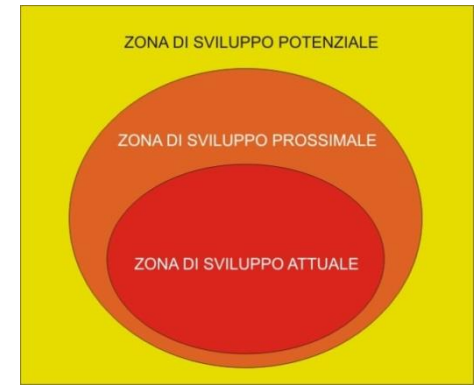 ZONA DI SVILUPPO POTENZIALE
ZONA DI SVILUPPO PROSSIMALE
ZONA DI SVILUPPO ATTUALE